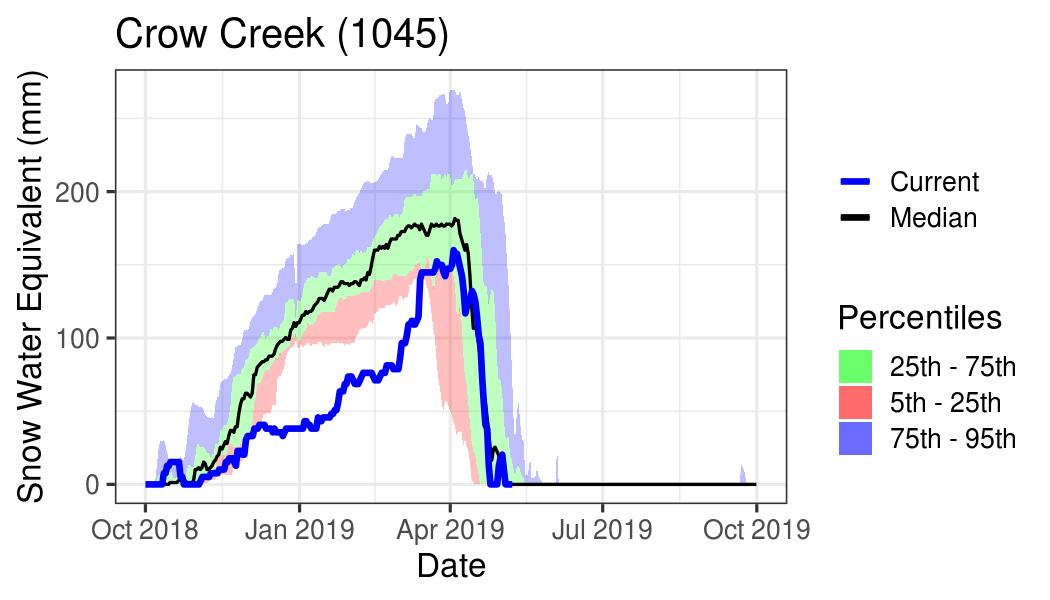 Crow Creek (1045)
Snow Water Equivalent (mm)
200
100
0
Oct 2018
Jan 2019
Apr 2019
Jul 2019
Oct 2019
Date
Current
Median
Percentiles
25th - 75th
5th - 25th
75th - 95th